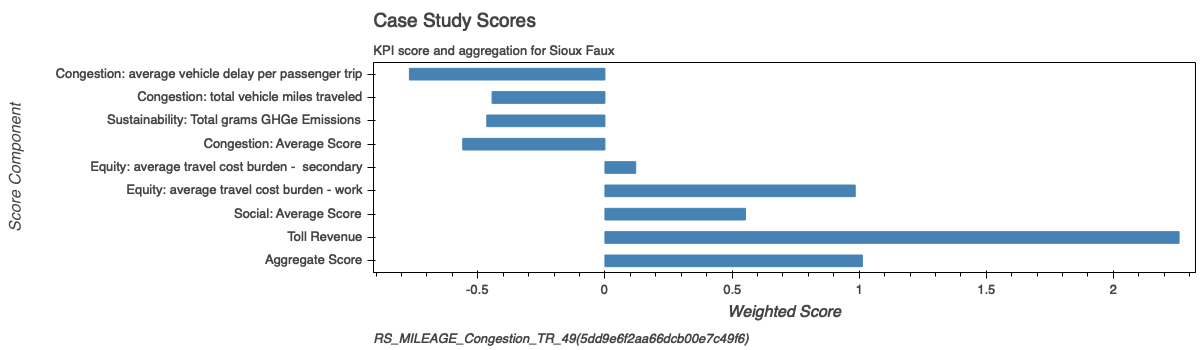 Case Study Scores
KPI score and aggregation for Sioux Faux
Score Component
Congestion: average vehicle delay per passenger trip
Congestion: total vehicle miles traveled
Sustainability: Total grams GHGe Emissions
Congestion: Average Score
Equity: average travel cost burden -  secondary
Equity: average travel cost burden - work
Social: Average Score
Toll Revenue
Aggregate Score
-0.5 0 0.5 1 1.5 2
Weighted Score
RS_MILEAGE_Congestion_TR_49(5dd9e6f2aa66dcb00e7c49f6)